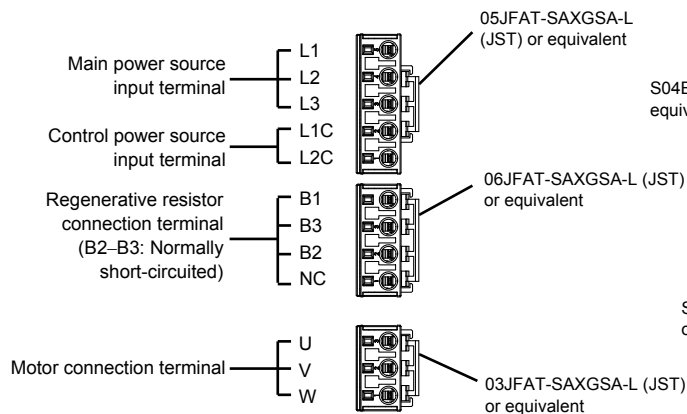 05JFAT-SAXGSA-L
(JST) or equivalent
Main power source
input terminal
L1
L2
L3
Control power source
input terminal
L1C
L2C
Regenerative resistor
connection terminal
(B2–B3: Normally
short-circuited)
B1
B3
B2
NC
06JFAT-SAXGSA-L (JST)
or equivalent
Motor connection terminal
U
V
W
03JFAT-SAXGSA-L (JST)
or equivalent